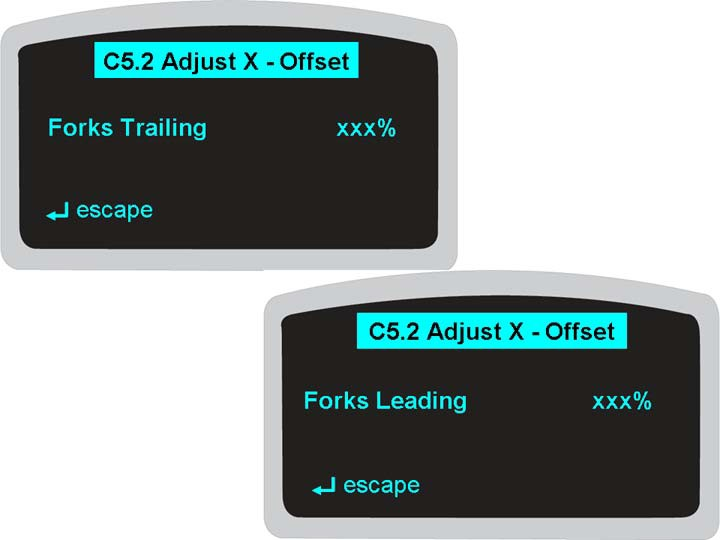 C5.2 Adjust X - Offset
Forks Trailing xxx%
escape
C5.2 Adjust X - Offset
Forks Leading xxx%
escape